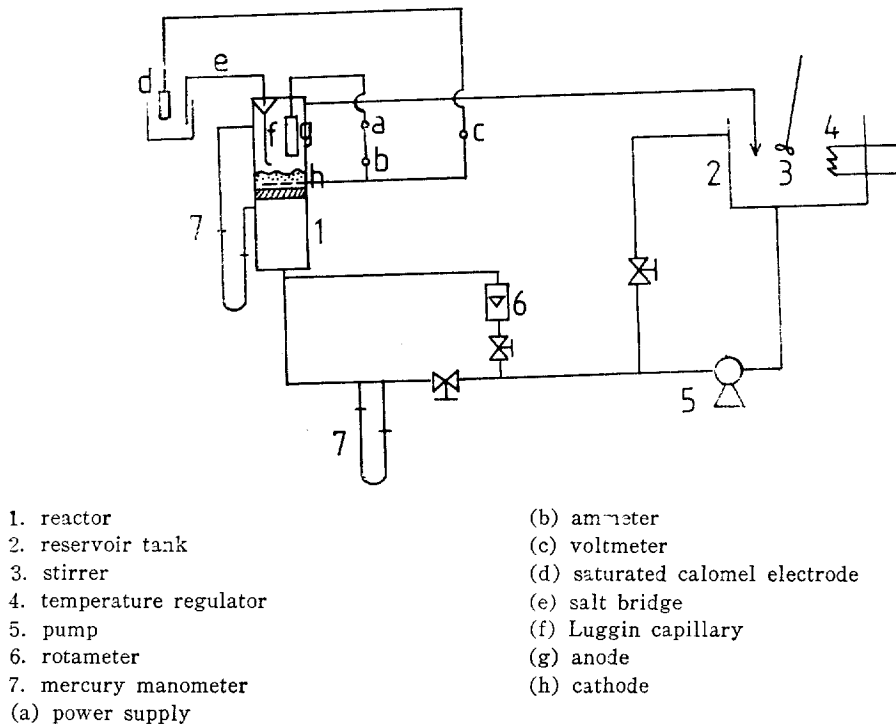 d
e
f
g
h
a
b
c
1
7
2
3
4
6
5
7
1. reactor
2. reservoir tank
3. stirrer
4. temperature regulator
5. pump
6. rotameter
7. mercury manometer
(a) power supply
(b) ammeter
(c) voltmeter
(d) saturated calomel electrode
(e) salt bridge
(f) Luggin capillary
(g) anode
(h) cathode